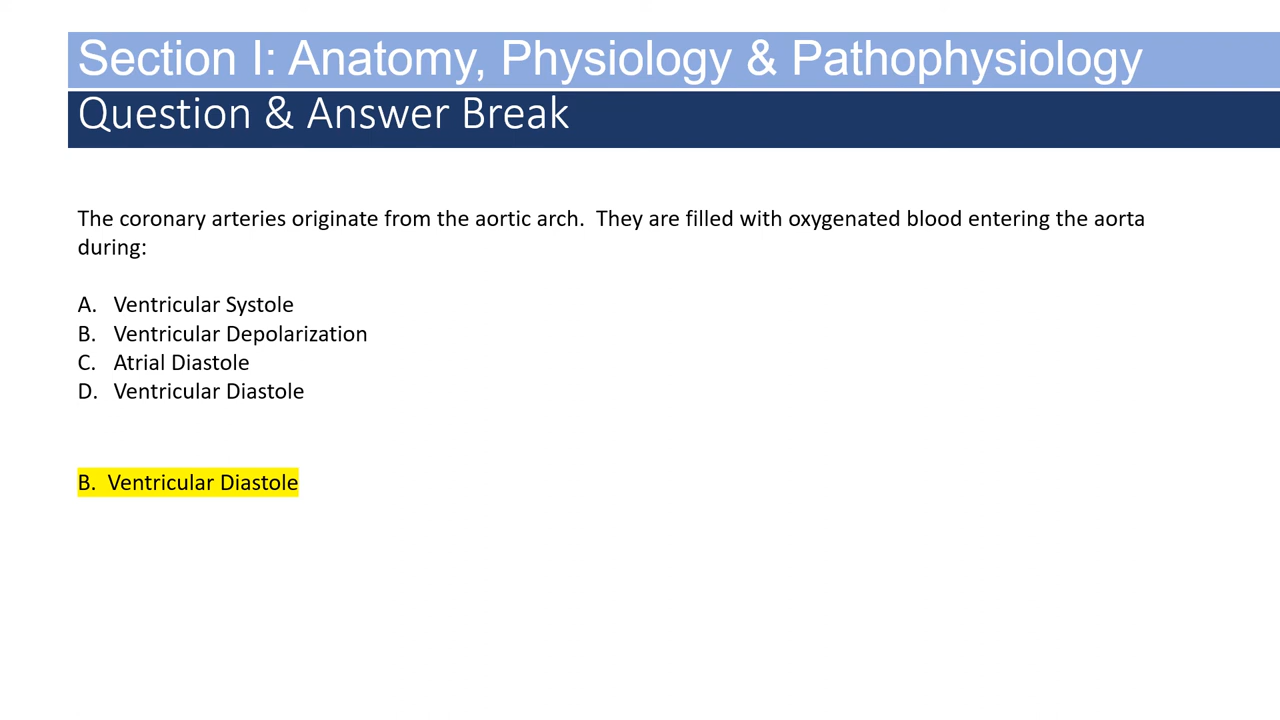 Section I: Anatomy, Physiology & Pathophysiology
Question & Answer Break
The coronary arteries originate from the aortic arch.  They are filled with oxygenated blood entering the aorta
during:
A. Ventricular Systole
B. Ventricular Depolarization
C. Atrial Diastole
D. Ventricular Diastole
B. Ventricular Diastole